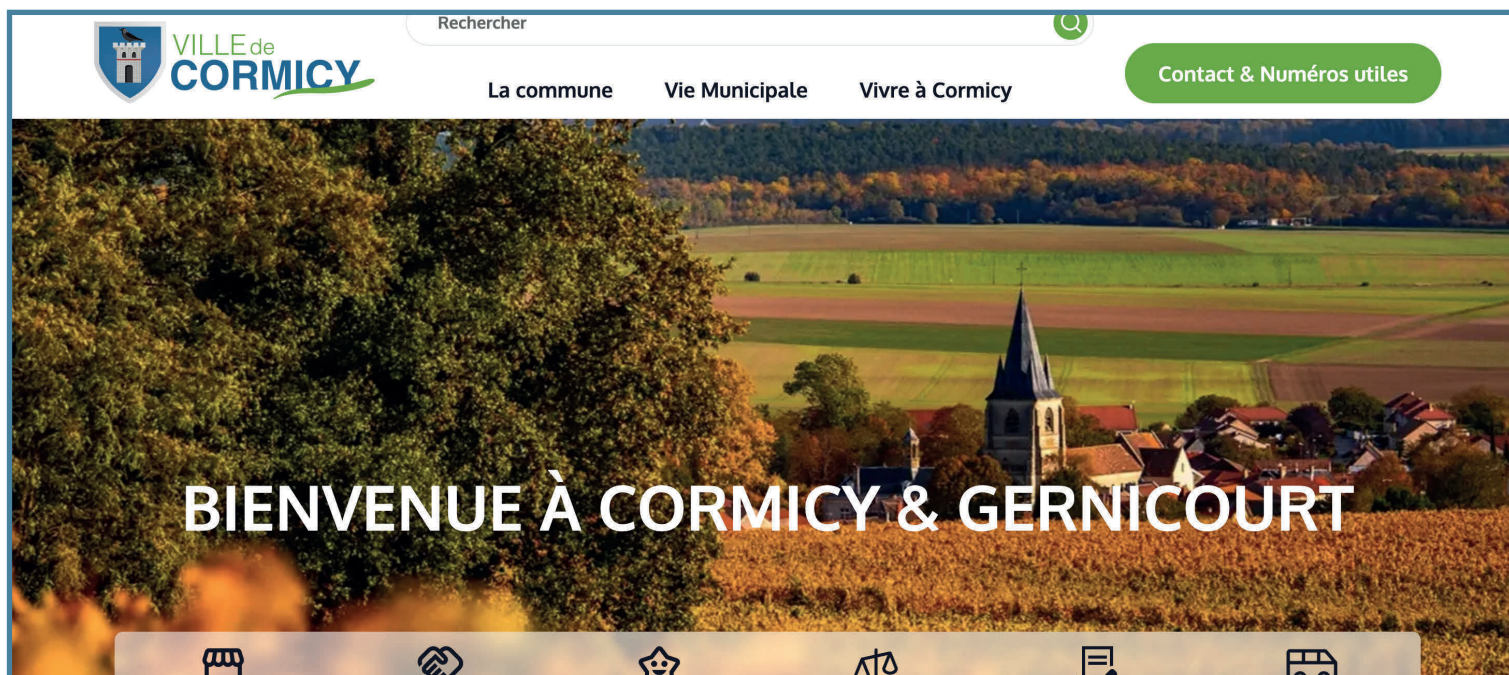 Rechercher
VILLE de
CORMICY
La commune
Vie Municipale
Vivre à Cormicy
Contact & Numéros utiles
BIENVENUE À CORMICY & GERNICOURT